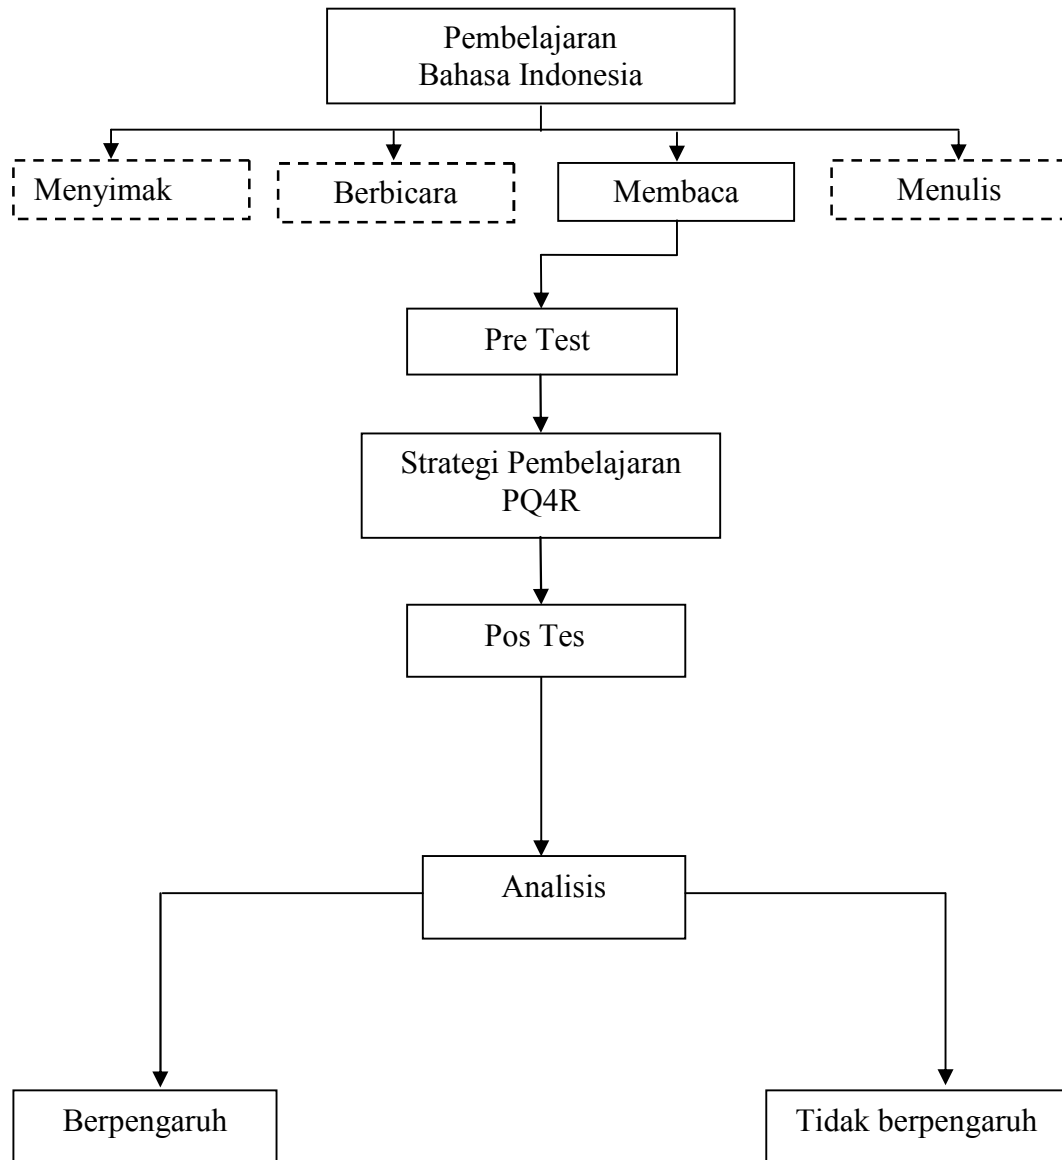 Pembelajaran
Bahasa Indonesia
Menyimak
Berbicara
Membaca
Menulis
Pre Test
Strategi Pembelajaran
PQ4R
Pos Tes
Analisis
Berpengaruh
Tidak berpengaruh